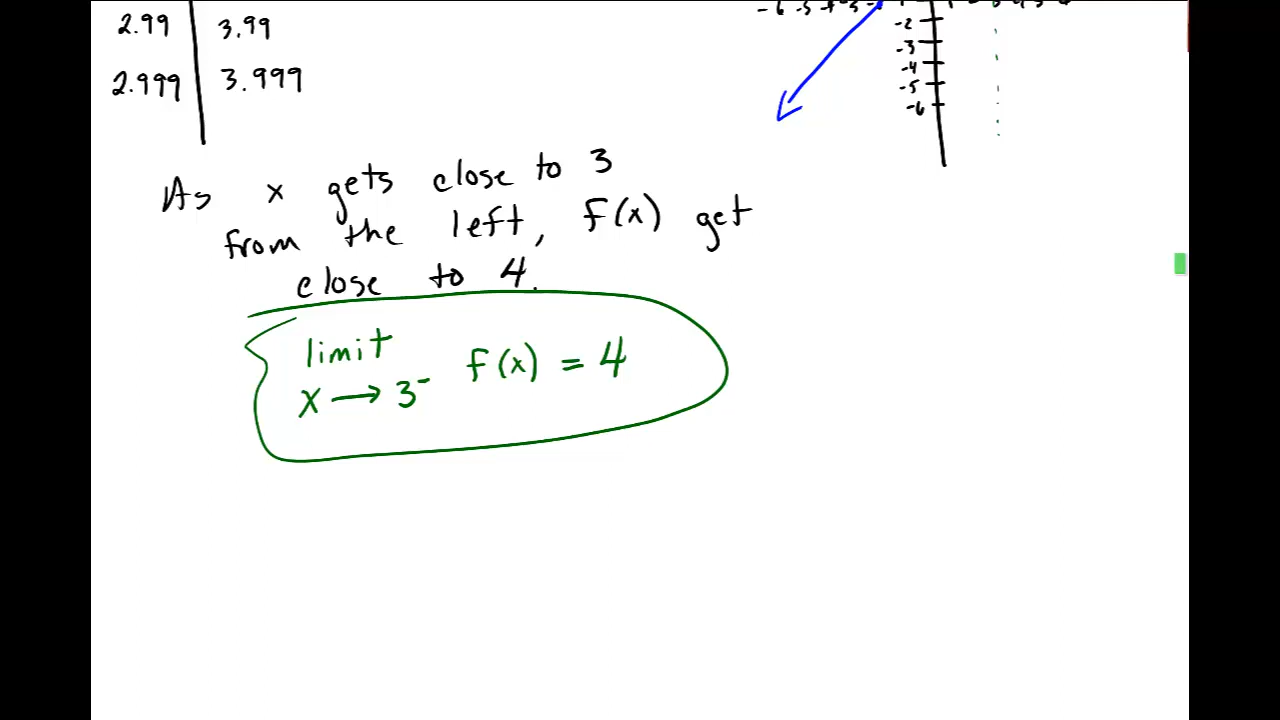 2.99 3.99
2.999 3.999
-2
-3
-4
-5
-6
As x gets close to 3
from the left, f(x) get
close to 4.
limit
x → 3⁻ f(x) = 4